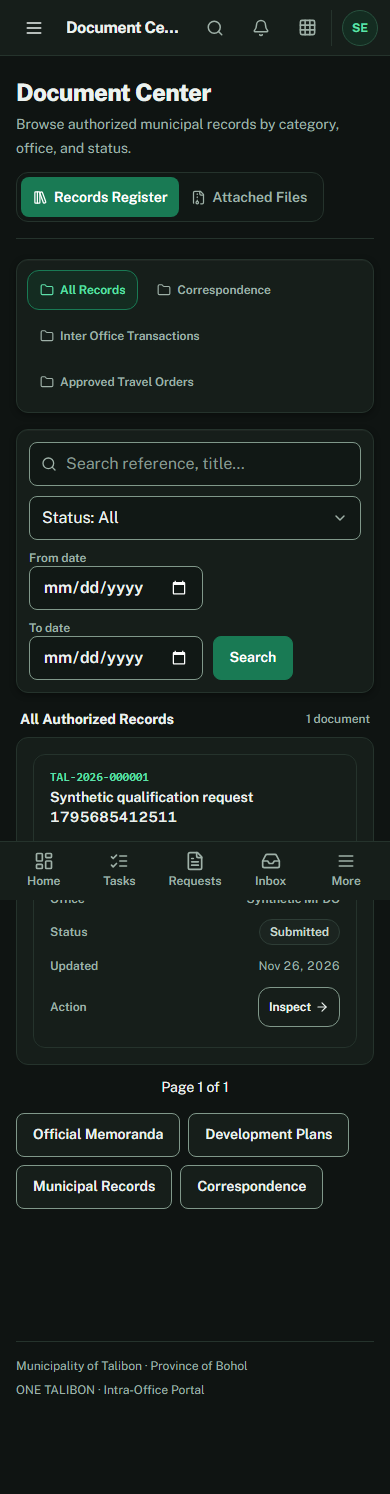 Document Ce...
SE
Document Center
Browse authorized municipal records by category,
office, and status.
Records Register
Attached Files
All Records
Correspondence
Inter Office Transactions
Approved Travel Orders
Search reference, title...
Status: All
From date
mm/dd/yyyy
To date
mm/dd/yyyy
Search
All Authorized Records
1 document
TAL-2026-000001
Synthetic qualification request
1795685412511
Home
Tasks
Requests
Inbox
More
Office
Synthetic MPDO
Status
Submitted
Updated
Nov 26, 2026
Action
Inspect →
Page 1 of 1
Official Memoranda
Development Plans
Municipal Records
Correspondence
Municipality of Talibon · Province of Bohol
ONE TALIBON · Intra-Office Portal